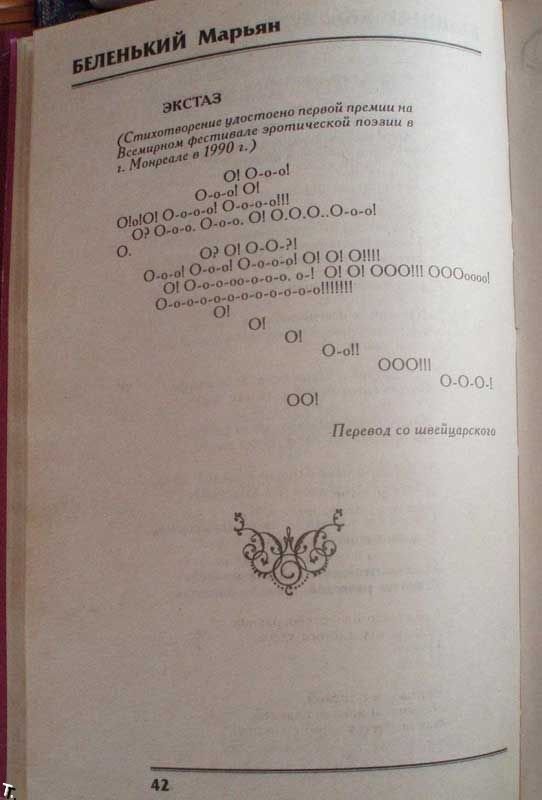 БЕЛЕНЬКИЙ Марьян
ЭКСТАЗ
(Стихотворение удостоено первой премии на
Всемирном фестивале эротической поэзии в
г. Монреале в 1990 г.)
О! О-о-о!
О-о-о! О!
О!о!О! О-о-о-о! О-о-о-о!!!
О? О-о-о. О-о-о. О! О.О.О..О-о-о!
О. О? О! О-О-?!
О-о-о! О-о-о! О-о-о-о! О! О! О!!!!
О! О-о-о-оо-о-о-о. о-! О! О! ООО!!! ОООоооо!
О-о-о-о-о-о-о-о-о-о-о-о!!!!!!!
О!
О!
О!
О-о!!
ООО!!!
О-О-О-!
ОО!
Перевод со швейцарского
42
Т.